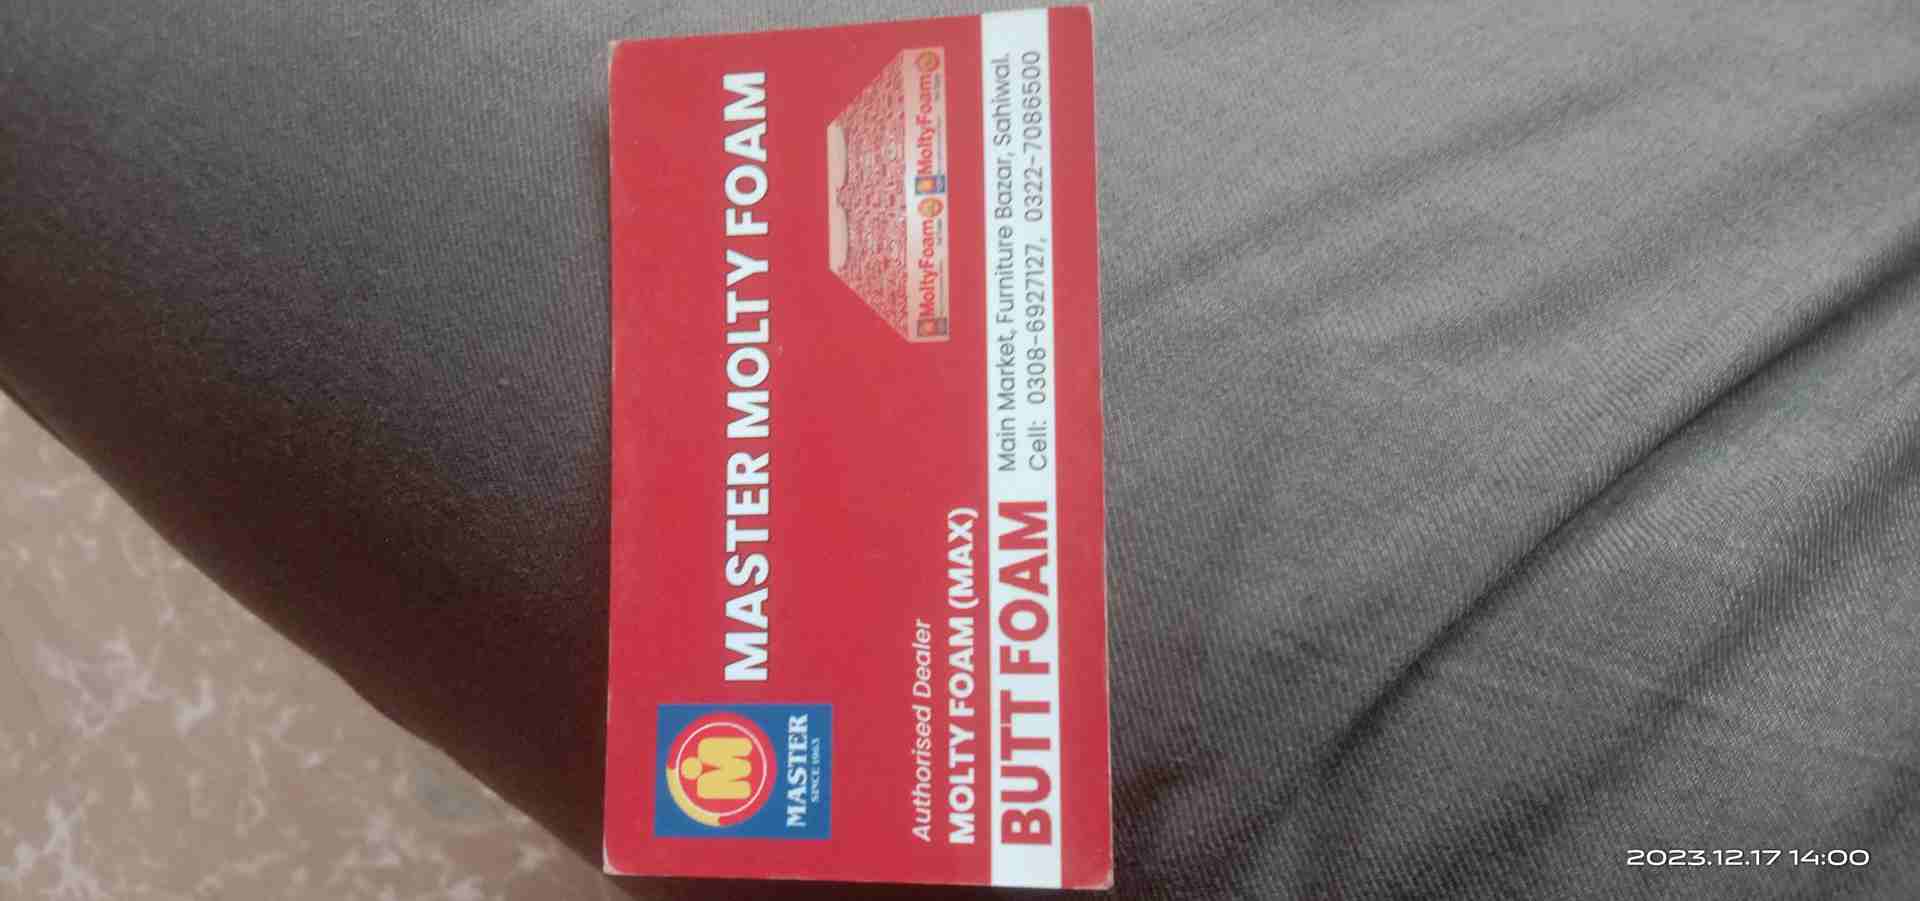 MASTER
SINCE 1963
MASTER MOLTY FOAM
MoltyFoam
MoltyFoam
Authorised Dealer
MOLTY FOAM (MAX)
BUTT FOAM
Main Market, Furniture Bazar, Sahiwal.
Cell: 0308-6927127, 0322-7086500
2023.12.17 14:00